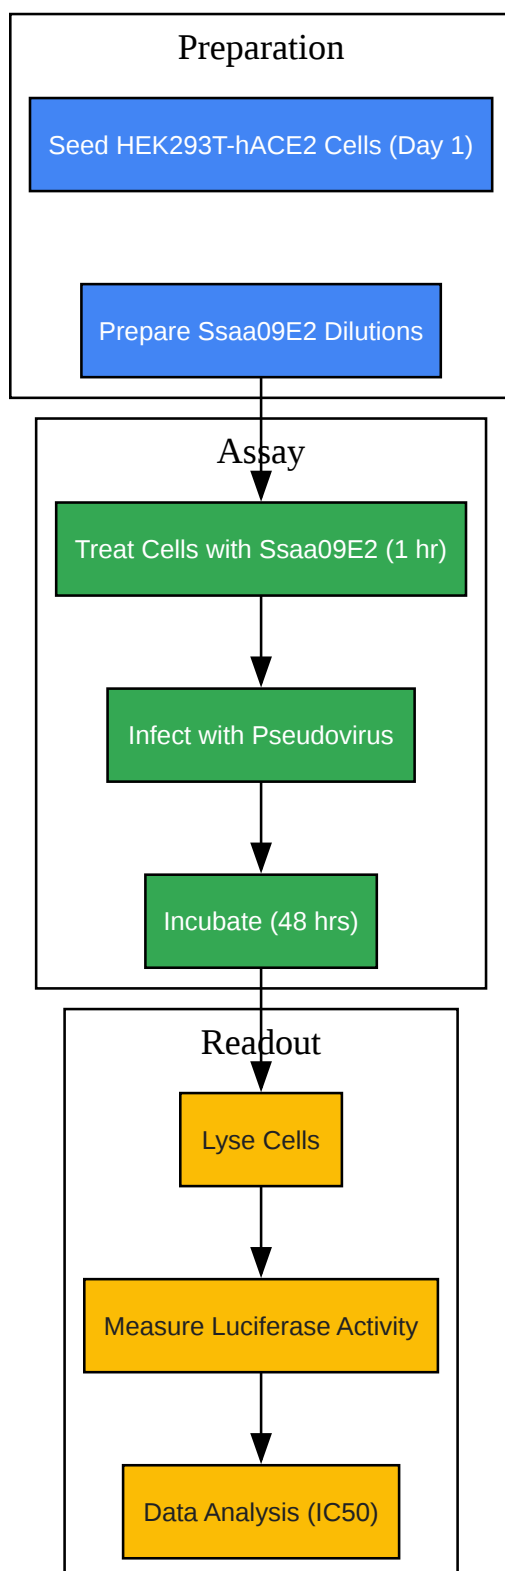 Preparation
Seed HEK293T-hACE2 Cells (Day 1)
Prepare Ssaa09E2 Dilutions
Assay
Treat Cells with Ssaa09E2 (1 hr)
Infect with Pseudovirus
Incubate (48 hrs)
Readout
Lyse Cells
Measure Luciferase Activity
Data Analysis (IC50)